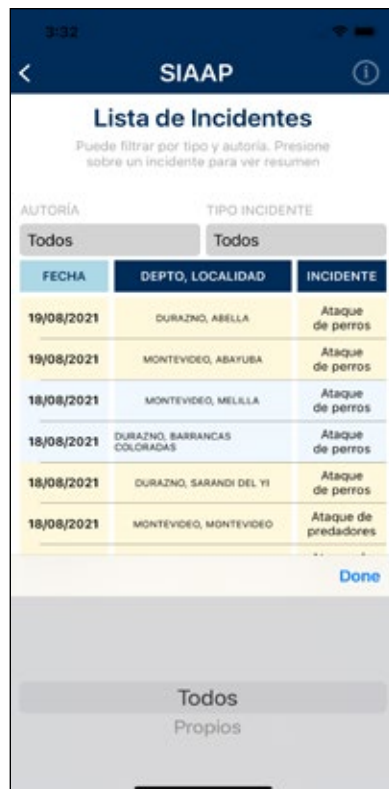 3:32
SIAAP
Lista de Incidentes
Puede filtrar por tipo y autoría. Presione
sobre un incidente para ver resumen
AUTORÍA TIPO INCIDENTE
Todos Todos
FECHA DEPTO, LOCALIDAD INCIDENTE
19/08/2021 DURAZNO, ABELLA Ataque
de perros
19/08/2021 MONTEVIDEO, ABAYUBA Ataque
de perros
18/08/2021 MONTEVIDEO, MELILLA Ataque
de perros
18/08/2021 DURAZNO, BARRANCAS
COLORADAS Ataque
de perros
18/08/2021 DURAZNO, SARANDI DEL YI Ataque
de perros
18/08/2021 MONTEVIDEO, MONTEVIDEO Ataque de
predadores
Done
Todos
Propios